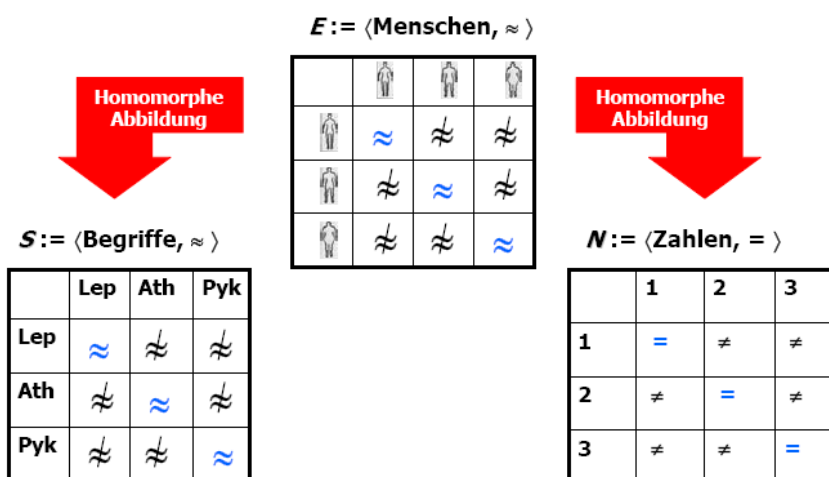 E := ⟨Menschen, ≈ ⟩
≈ ≉ ≉
≉ ≈ ≉
≉ ≉ ≈
Homomorphe
Abbildung
Homomorphe
Abbildung
S := ⟨Begriffe, ≈ ⟩
Lep Ath Pyk
Lep ≈ ≉ ≉
Ath ≉ ≈ ≉
Pyk ≉ ≉ ≈
N := ⟨Zahlen, = ⟩
1 2 3
1 = ≠ ≠
2 ≠ = ≠
3 ≠ ≠ =